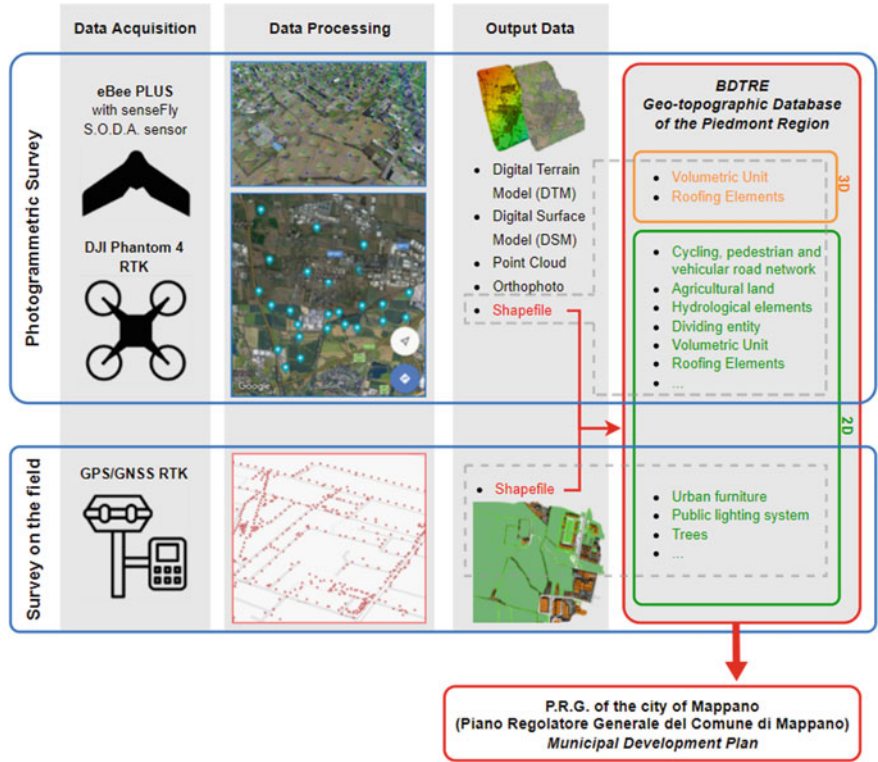 Data Acquisition
Data Processing
Output Data
Photogrammetric Survey
eBee PLUS
with senseFly
S.O.D.A. sensor
DJI Phantom 4
RTK
Google
• Digital Terrain
Model (DTM)
• Digital Surface
Model (DSM)
• Point Cloud
• Orthophoto
• Shapefile
BDTRE
Geo-topographic Database
of the Piedmont Region
• Volumetric Unit
• Roofing Elements
3D
• Cycling, pedestrian and
vehicular road network
• Agricultural land
• Hydrological elements
• Dividing entity
• Volumetric Unit
• Roofing Elements
• ...
2D
Survey on the field
GPS/GNSS RTK
• Shapefile
• Urban furniture
• Public lighting system
• Trees
• ...
P.R.G. of the city of Mappano
(Piano Regolatore Generale del Comune di Mappano)
Municipal Development Plan